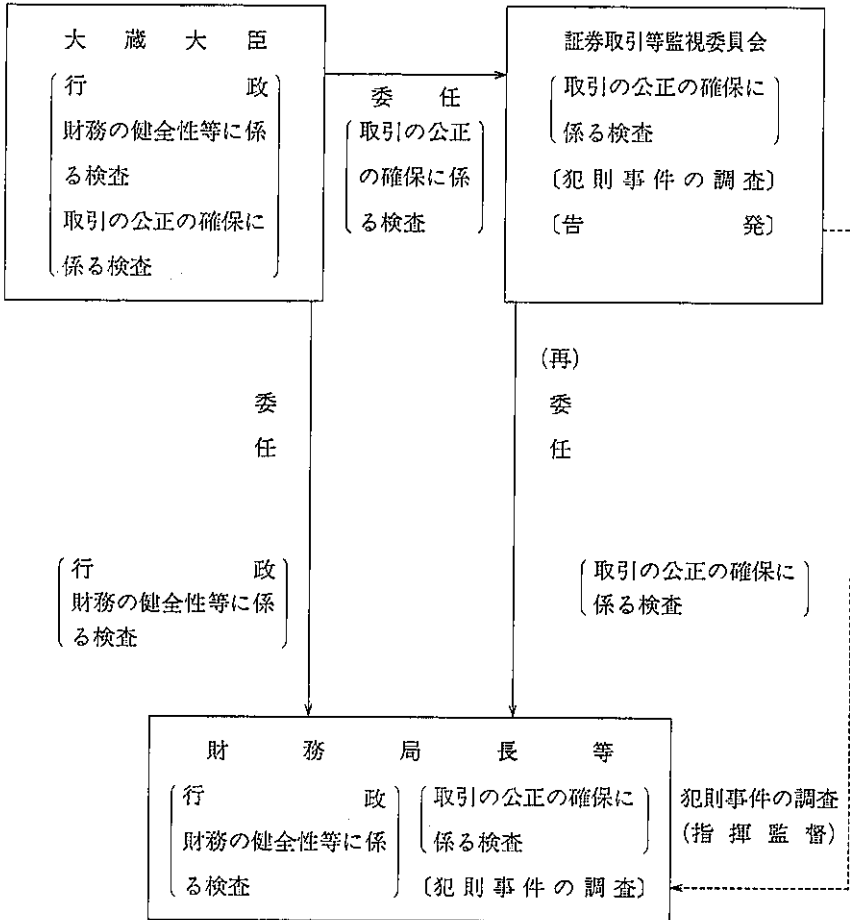 大蔵大臣
行政
財務の健全性等に係
る検査
取引の公正の確保に
係る検査
委任
取引の公正
の確保に係
る検査
証券取引等監視委員会
取引の公正の確保に
係る検査
〔犯則事件の調査〕
〔告発〕
委
任
行政
財務の健全性等に係
る検査
(再)
委
任
取引の公正の確保に
係る検査
財務局長等
行政
財務の健全性等に係
る検査
取引の公正の確保に
係る検査
〔犯則事件の調査〕
犯則事件の調査
(指揮監督)